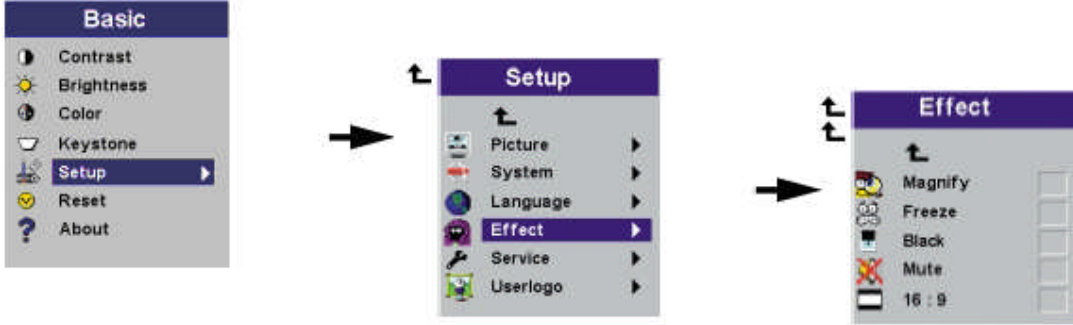 Basic
Contrast
Brightness
Color
Keystone
Setup
Reset
About
Setup
Picture
System
Language
Effect
Service
Userlogo
Effect
Magnify
Freeze
Black
Mute
16 : 9